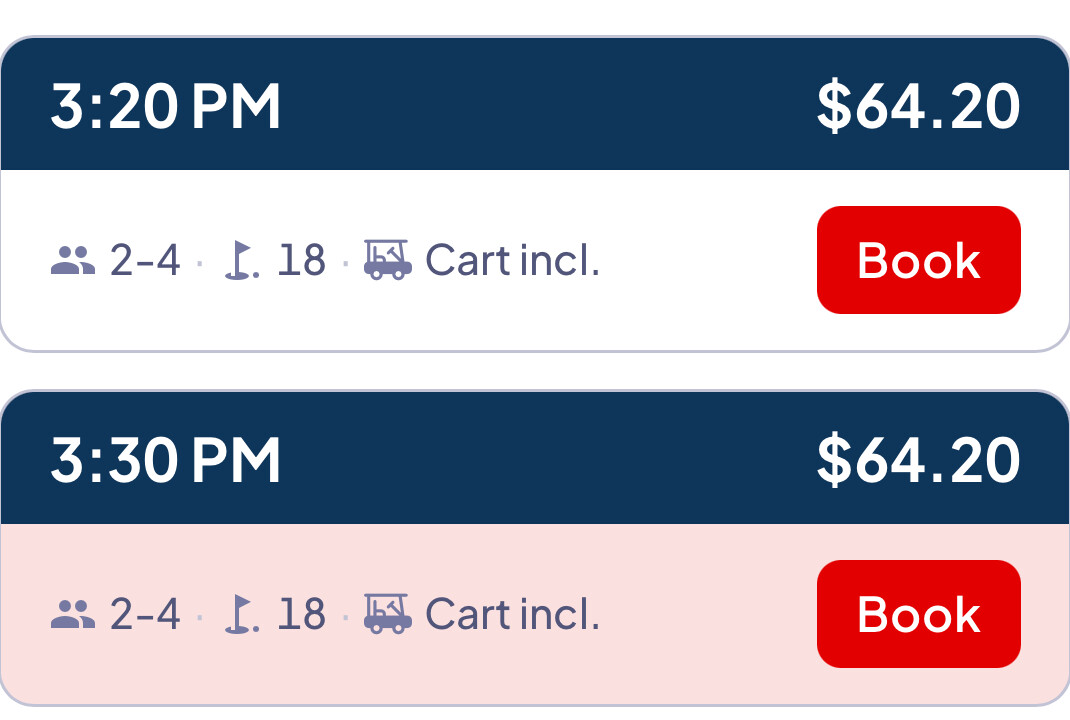 3:20 PM $64.20
2-4 · 18 · Cart incl. Book
3:30 PM $64.20
2-4 · 18 · Cart incl. Book